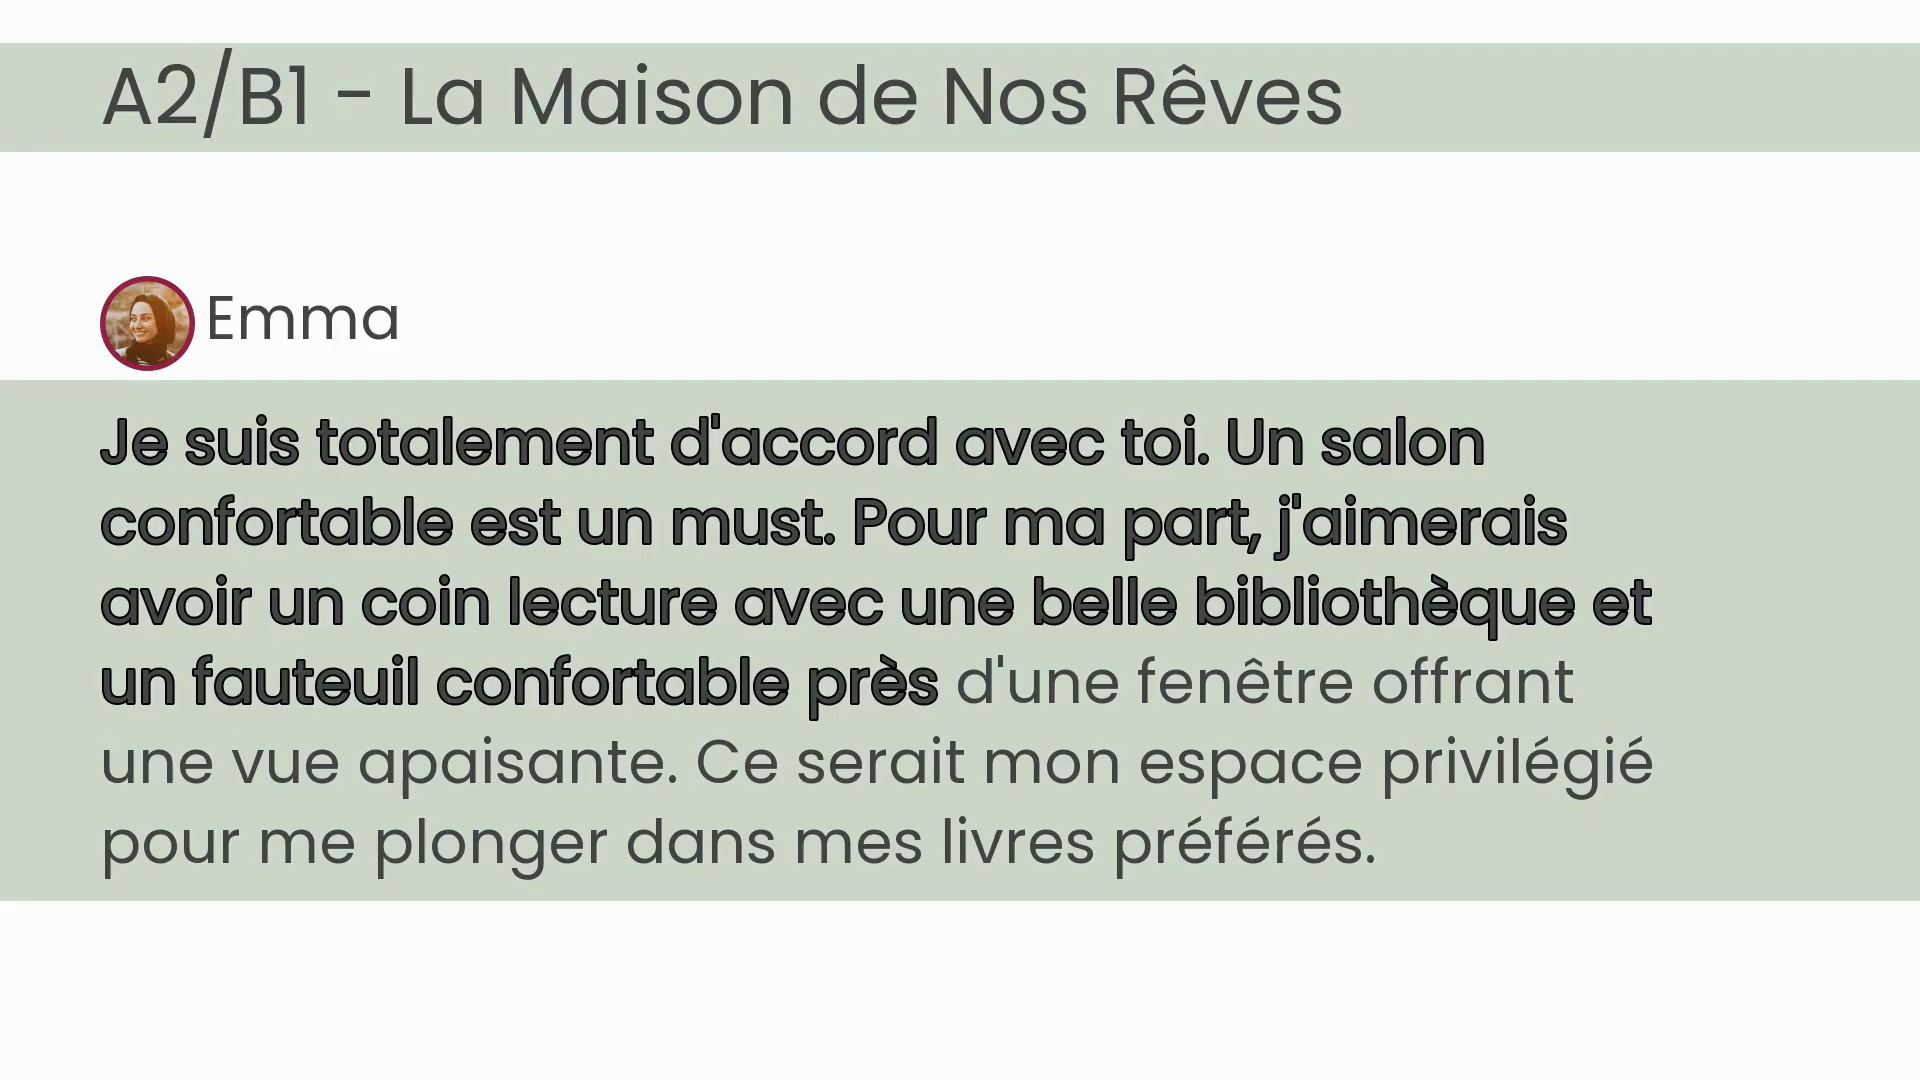 A2/B1 - La Maison de Nos Rêves
Emma
Je suis totalement d'accord avec toi. Un salon
confortable est un must. Pour ma part, j'aimerais
avoir un coin lecture avec une belle bibliothèque et
un fauteuil confortable près d'une fenêtre offrant
une vue apaisante. Ce serait mon espace privilégié
pour me plonger dans mes livres préférés.